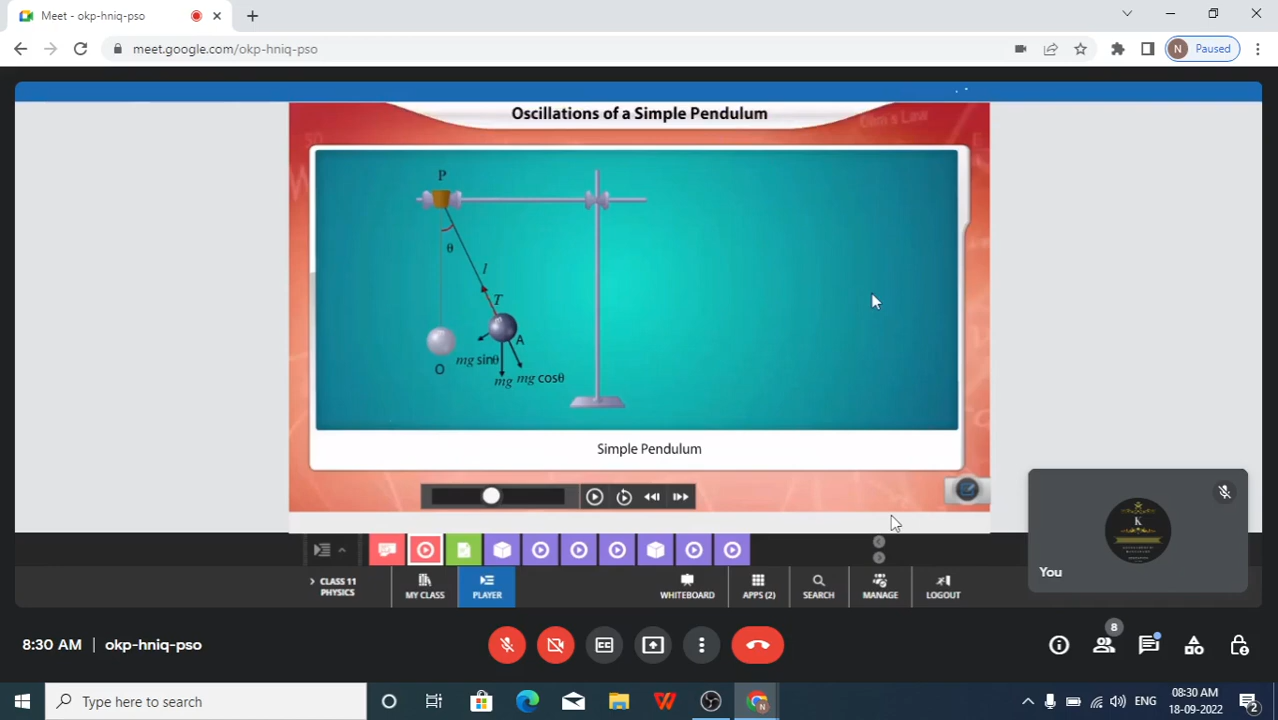 Meet - okp-hniq-pso
meet.google.com/okp-hniq-pso
N Paused
Oscillations of a Simple Pendulum
P
θ
l
T
A
mg sinθ
O
mg
mg cosθ
Simple Pendulum
K
You
CLASS 11
PHYSICS
MY CLASS
PLAYER
WHITEBOARD
APPS (2)
SEARCH
MANAGE
LOGOUT
8:30 AM
okp-hniq-pso
8
Type here to search
ENG
08:30 AM
18-09-2022
2